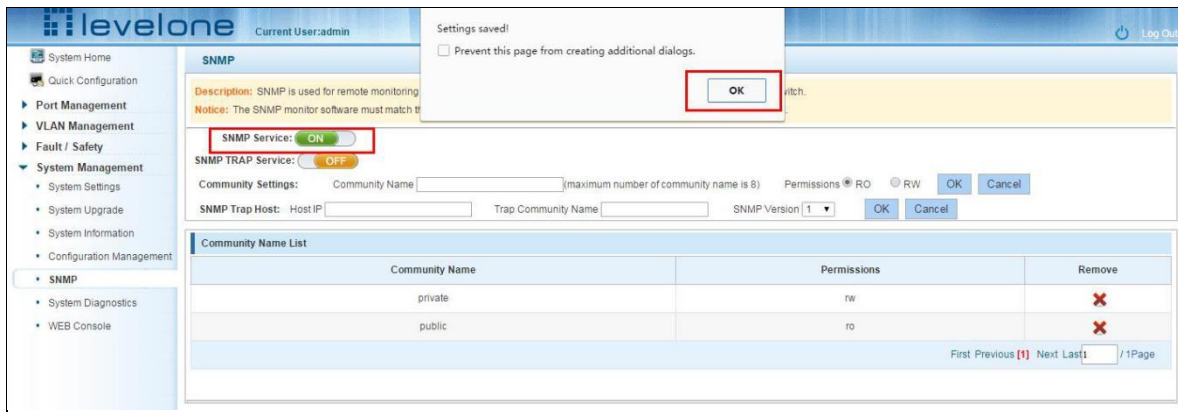 levelone
Current User:admin
Log Out
Settings saved!
Prevent this page from creating additional dialogs.
OK
System Home
Quick Configuration
Port Management
VLAN Management
Fault / Safety
System Management
System Settings
System Upgrade
System Information
Configuration Management
SNMP
System Diagnostics
WEB Console
SNMP
Description: SNMP is used for remote monitoring
Notice: The SNMP monitor software must match
SNMP Service: ON
SNMP TRAP Service: OFF
Community Settings: Community Name (maximum number of community name is 8) Permissions RO RW OK Cancel
SNMP Trap Host: Host IP Trap Community Name SNMP Version 1 OK Cancel
Community Name List
Community Name Permissions Remove
private rw
public ro
First Previous [1] Next Last 1 / 1Page